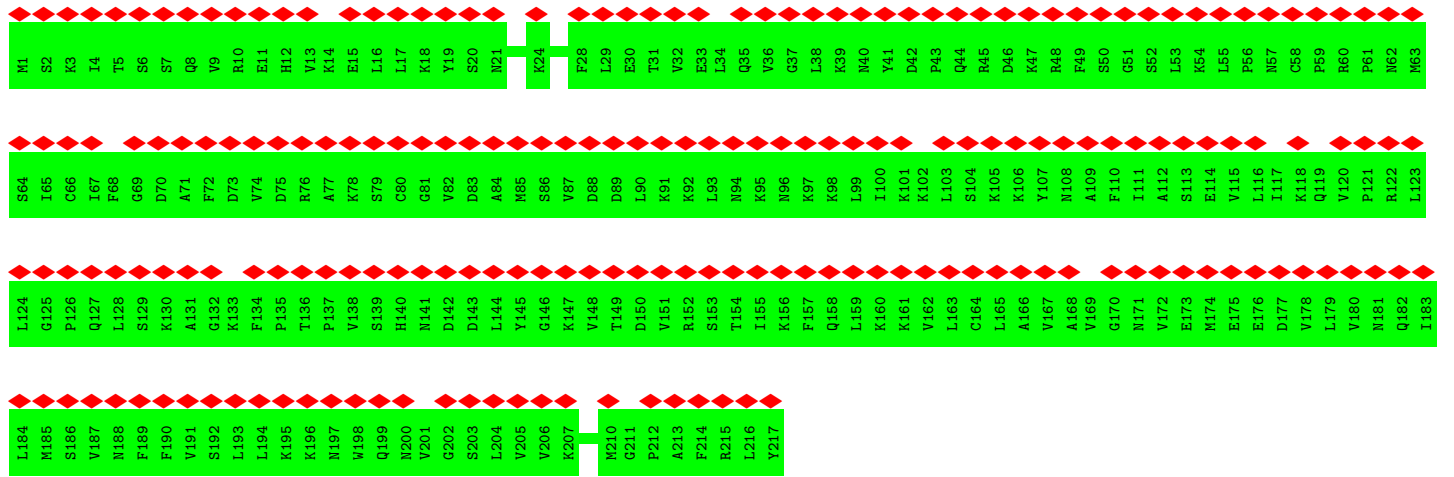 M1 S2 K3 I4 T5 S6 S7 Q8 V9 R10 E11 H12 V13 K14 E15 L16 L17 K18 Y19 S20 N21 K24 F28 L29 E30 T31 V32 E33 L34 Q35 V36 G37 L38 K39 N40 Y41 D42 P43 Q44 R45 D46 K47 R48 F49 S50 G51 S52 L53 K54 L55 P56 N57 C58 P59 R60 P61 N62 M63
S64 I65 C66 I67 F68 G69 D70 A71 F72 D73 V74 D75 R76 A77 K78 S79 C80 G81 V82 D83 A84 M85 S86 V87 D88 D89 L90 K91 K92 L93 N94 K95 N96 K97 K98 L99 I100 K101 K102 L103 S104 K105 K106 Y107 N108 A109 F110 I111 A112 S113 E114 V115 L116 I117 K118 Q119 V120 P121 R122 L123
L124 G125 P126 Q127 L128 S129 K130 A131 G132 K133 F134 P135 T136 P137 V138 S139 H140 N141 D142 D143 L144 Y145 G146 K147 V148 T149 D150 V151 R152 S153 T154 I155 K156 F157 Q158 L159 K160 K161 V162 L163 C164 L165 A166 V167 A168 V169 G170 N171 V172 E173 M174 E175 E176 D177 V178 L179 V180 N181 Q182 I183
L184 M185 S186 V187 N188 F189 F190 V191 S192 L193 L194 K195 K196 N197 W198 Q199 N200 V201 G202 S203 L204 V205 V206 K207 M210 G211 P212 A213 F214 R215 L216 Y217